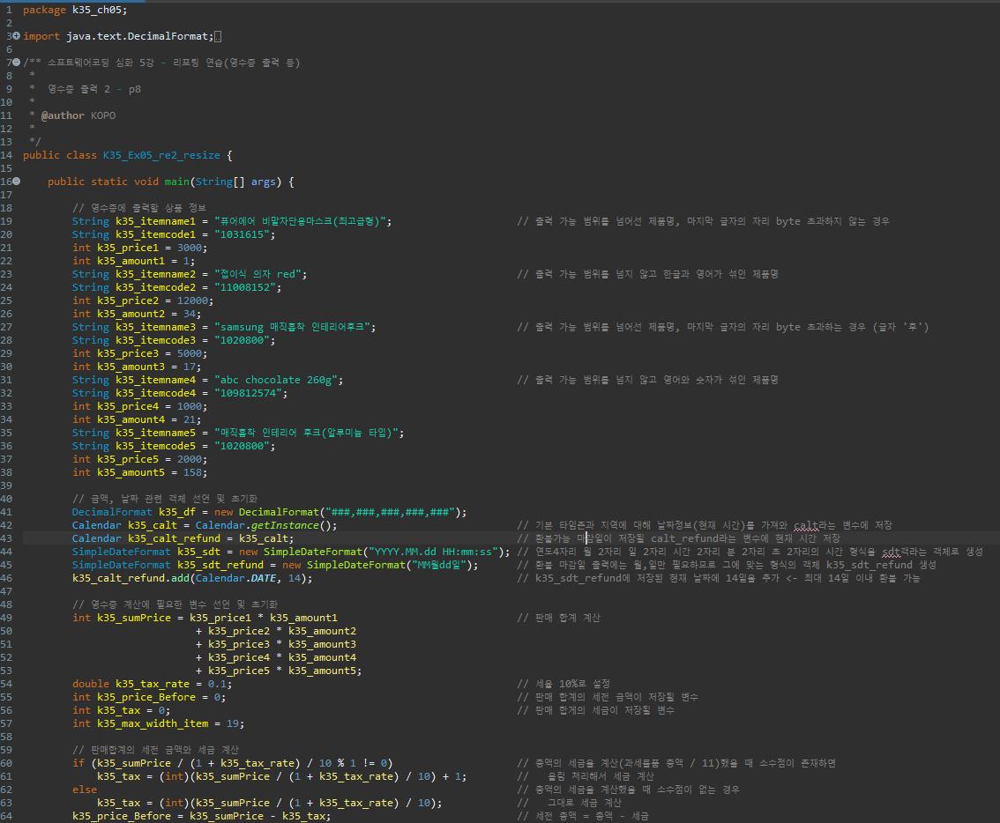 1 package k35_ch05;
2
3 import java.text.DecimalFormat;
6
7 /** 소프트웨어코딩 심화 5강 - 리포팅 연습(영수증 출력 등)
8 *
9 * 영수증 출력 2 - p8
10 *
11 * @author KOPO
12 *
13 */
14 public class K35_Ex05_re2_resize {
15
16 public static void main(String[] args) {
17
18 // 영수증에 출력할 상품 정보
19 String k35_itemname1 = "퓨어에어 비말차단용마스크(최고급형)"; // 출력 가능 범위를 넘어선 제품명, 마지막 글자의 자리 byte 초과하지 않는 경우
20 String k35_itemcode1 = "1031615";
21 int k35_price1 = 3000;
22 int k35_amount1 = 1;
23 String k35_itemname2 = "접이식 의자 red"; // 출력 가능 범위를 넘지 않고 한글과 영어가 섞인 제품명
24 String k35_itemcode2 = "11008152";
25 int k35_price2 = 12000;
26 int k35_amount2 = 34;
27 String k35_itemname3 = "samsung 매직흡착 인테리어후크"; // 출력 가능 범위를 넘어선 제품명, 마지막 글자의 자리 byte 초과하는 경우 (글자 '후')
28 String k35_itemcode3 = "1020800";
29 int k35_price3 = 5000;
30 int k35_amount3 = 17;
31 String k35_itemname4 = "abc chocolate 260g"; // 출력 가능 범위를 넘지 않고 영어와 숫자가 섞인 제품명
32 String k35_itemcode4 = "109812574";
33 int k35_price4 = 1000;
34 int k35_amount4 = 21;
35 String k35_itemname5 = "매직흡착 인테리어 후크(알루미늄 타입)";
36 String k35_itemcode5 = "1020800";
37 int k35_price5 = 2000;
38 int k35_amount5 = 158;
39
40 // 금액, 날짜 관련 객체 선언 및 초기화
41 DecimalFormat k35_df = new DecimalFormat("###,###,###,###,###");
42 Calendar k35_calt = Calendar.getInstance(); // 기본 타임존과 지역에 대해 날짜정보(현재 시간)를 가져와 calt라는 변수에 저장
43 Calendar k35_calt_refund = k35_calt; // 환불가능 마감일이 저장될 calt_refund라는 변수에 현재 시간 저장
44 SimpleDateFormat k35_sdt = new SimpleDateFormat("YYYY.MM.dd HH:mm:ss"); // 연도4자리 월 2자리 일 2자리 시간 2자리 분 2자리 초 2자리의 시간 형식을 sdt객라는 객체로 생성
45 SimpleDateFormat k35_sdt_refund = new SimpleDateFormat("MM월dd일"); // 환불 마감일 출력에는 월,일만 필요하므로 그에 맞는 형식의 객체 k35_sdt_refund 생성
46 k35_calt_refund.add(Calendar.DATE, 14); // k35_sdt_refund에 저장된 현재 날짜에 14일을 추가 <- 최대 14일 이내 환불 가능
47
48 // 영수증 계산에 필요한 변수 선언 및 초기화
49 int k35_sumPrice = k35_price1 * k35_amount1 // 판매 합계 계산
50 + k35_price2 * k35_amount2
51 + k35_price3 * k35_amount3
52 + k35_price4 * k35_amount4
53 + k35_price5 * k35_amount5;
54 double k35_tax_rate = 0.1; // 세율 10%로 설정
55 int k35_price_Before = 0; // 판매 합계의 세전 금액이 저장될 변수
56 int k35_tax = 0; // 판매 합게의 세금이 저장될 변수
57 int k35_max_width_item = 19;
58
59 // 판매합계의 세전 금액와 세금 계산
60 if (k35_sumPrice / (1 + k35_tax_rate) / 10 % 1 != 0) // 총액의 세금을 계산(과세물품 총액 / 11)했을 때 소수점이 존재하면
61 k35_tax = (int)(k35_sumPrice / (1 + k35_tax_rate) / 10) + 1; // 올림 처리해서 세금 계산
62 else // 총액의 세금을 계산했을 때 소수점이 없는 경우
63 k35_tax = (int)(k35_sumPrice / (1 + k35_tax_rate) / 10); // 그대로 세금 계산
64 k35_price_Before = k35_sumPrice - k35_tax; // 세전 총액 = 총액 - 세금